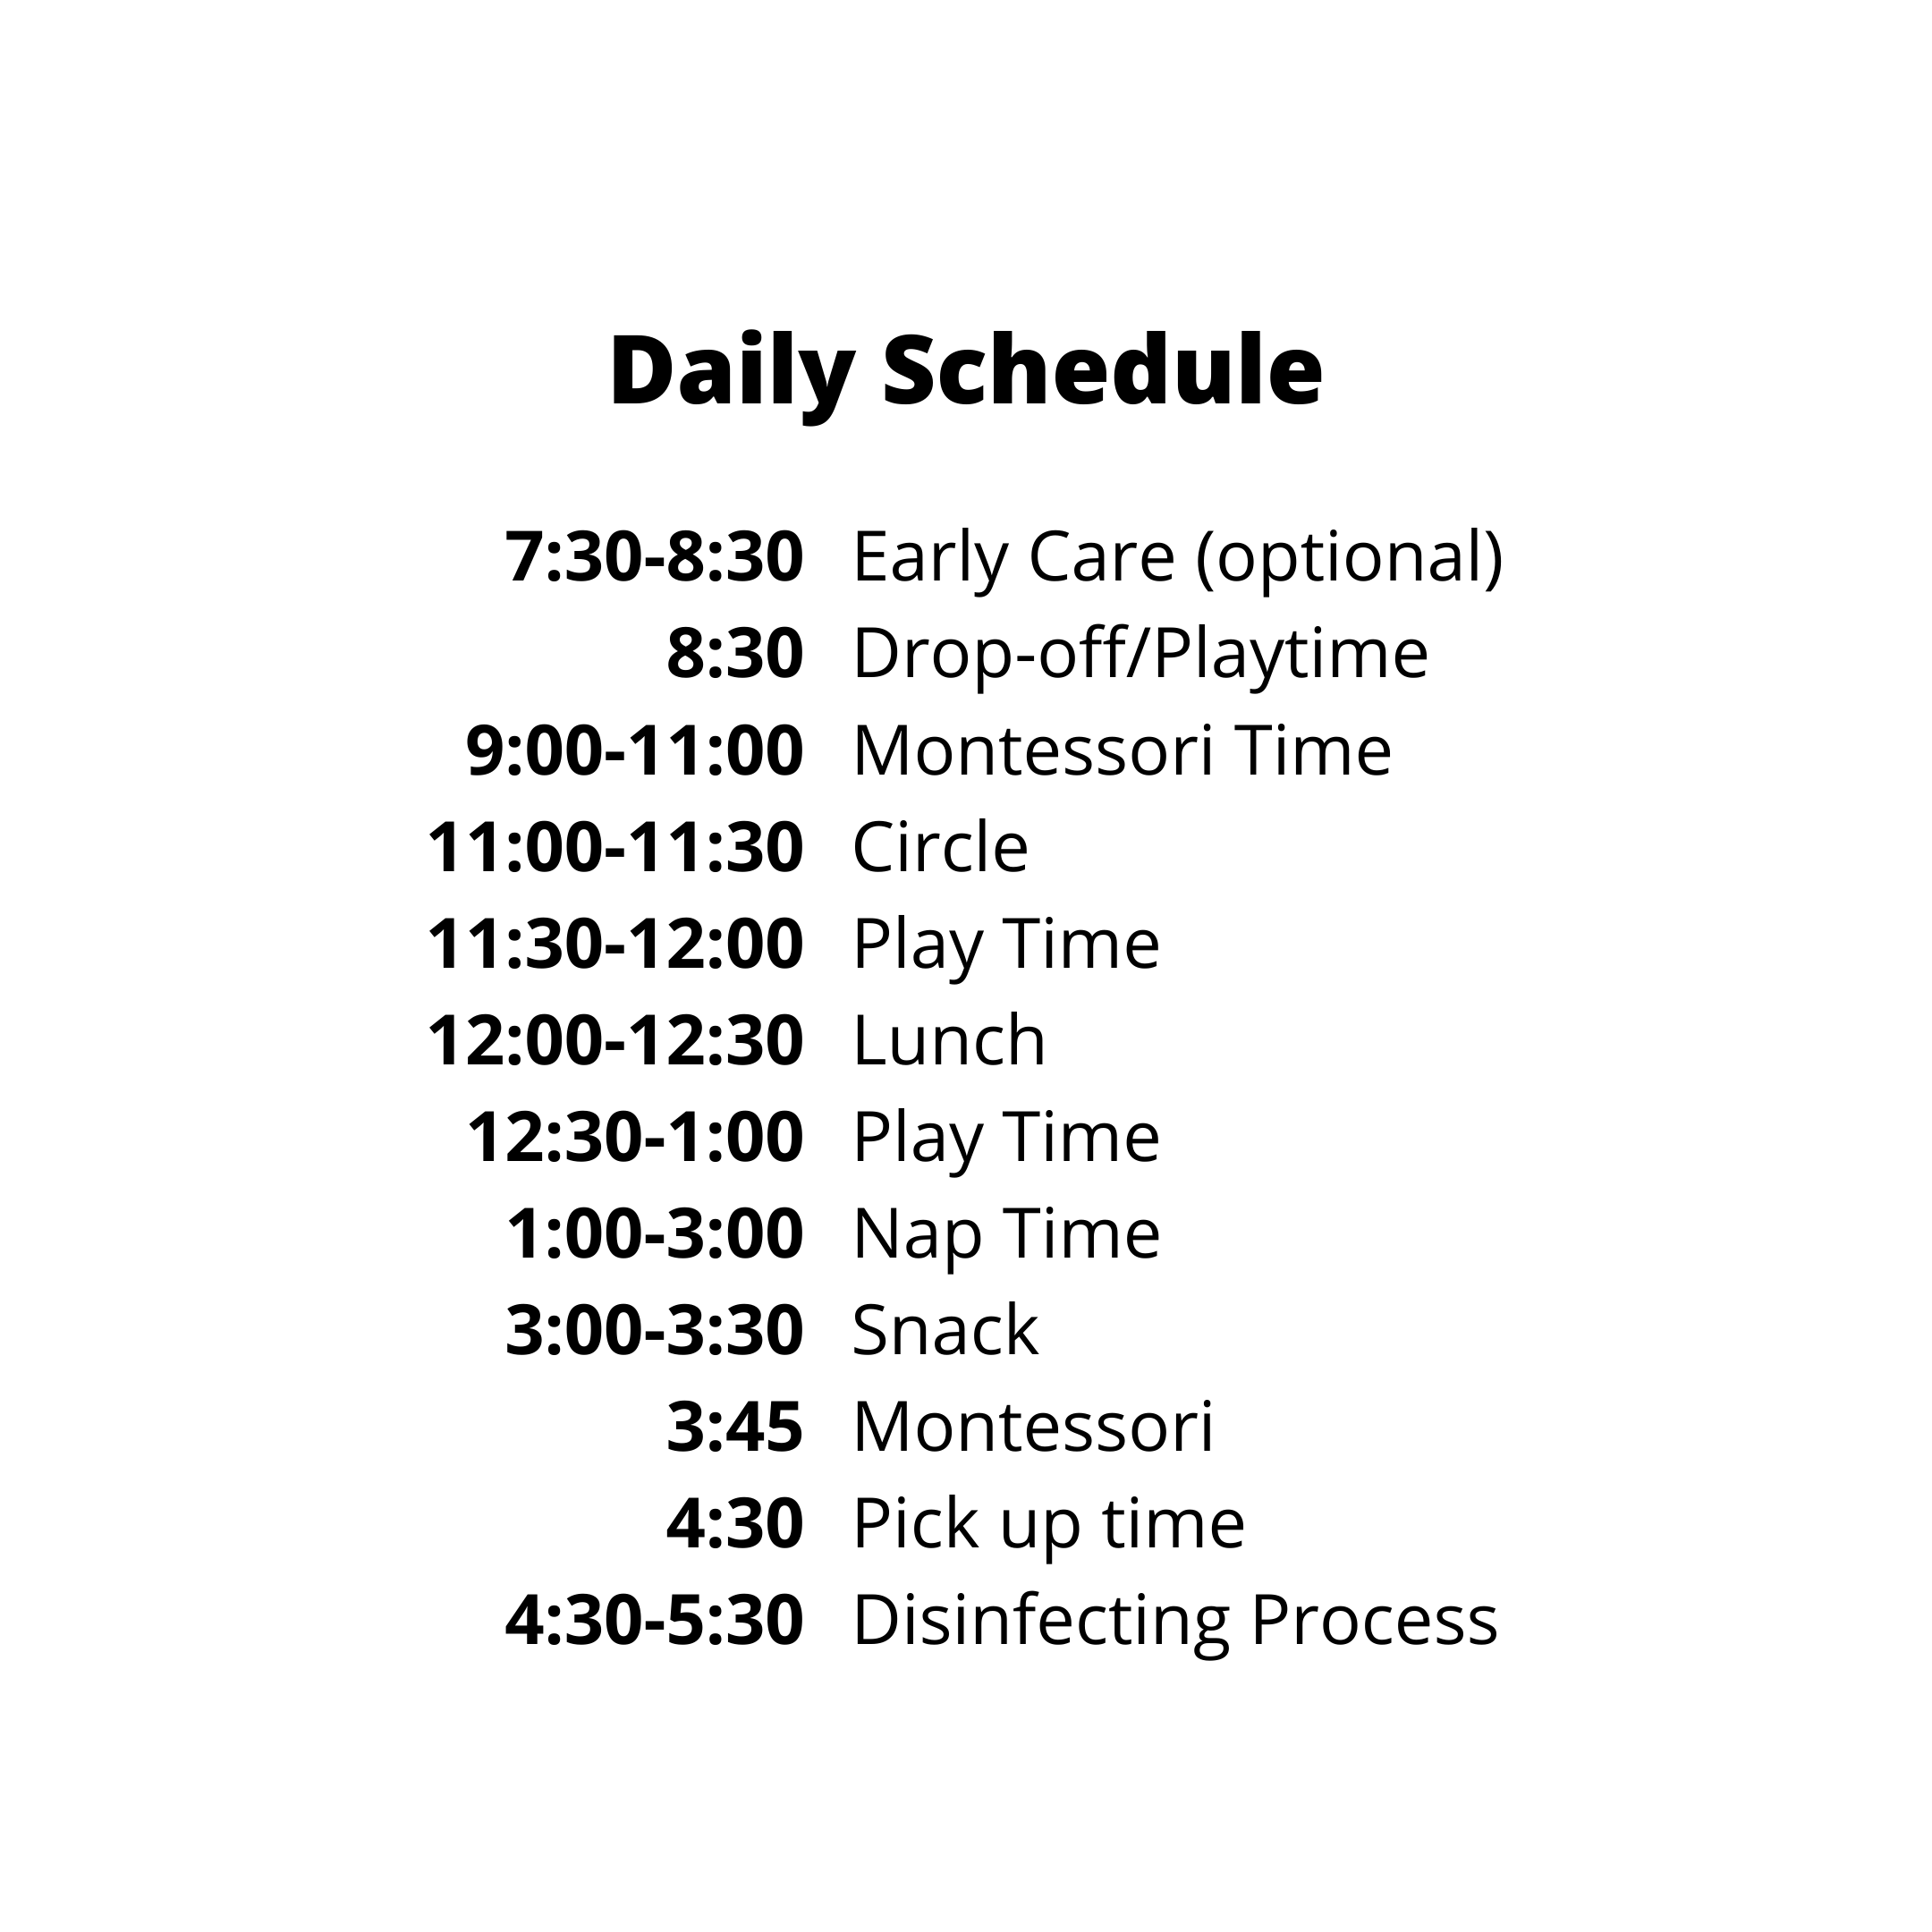 Daily Schedule
7:30-8:30 Early Care (optional)
8:30 Drop-off/Playtime
9:00-11:00 Montessori Time
11:00-11:30 Circle
11:30-12:00 Play Time
12:00-12:30 Lunch
12:30-1:00 Play Time
1:00-3:00 Nap Time
3:00-3:30 Snack
3:45 Montessori
4:30 Pick up time
4:30-5:30 Disinfecting Process